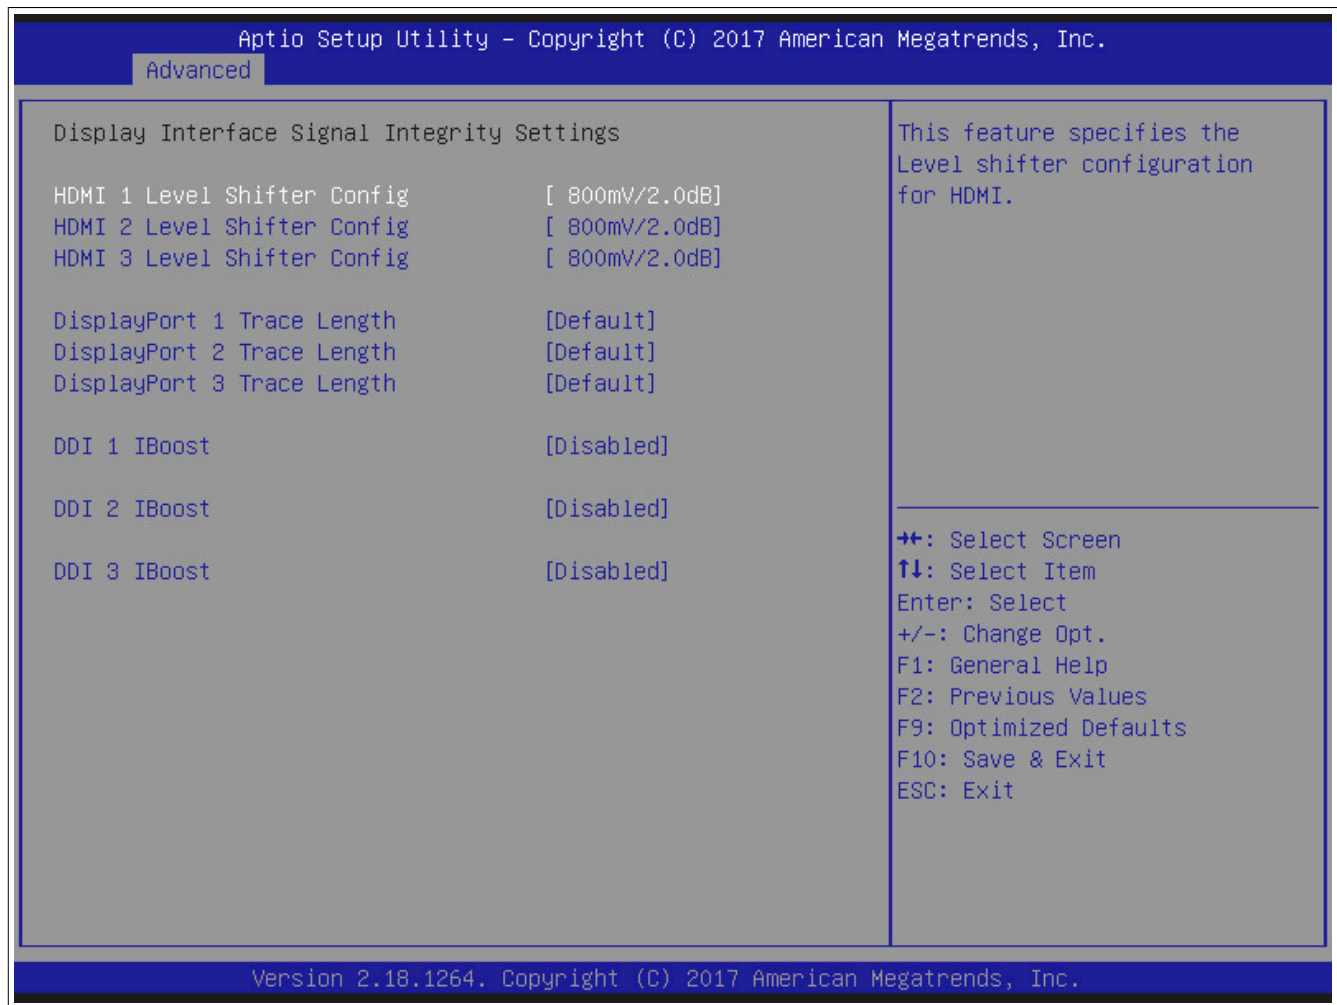 Aptio Setup Utility – Copyright (C) 2017 American Megatrends, Inc.
Advanced
Display Interface Signal Integrity Settings
HDMI 1 Level Shifter Config [ 800mV/2.0dB]
HDMI 2 Level Shifter Config [ 800mV/2.0dB]
HDMI 3 Level Shifter Config [ 800mV/2.0dB]
DisplayPort 1 Trace Length [Default]
DisplayPort 2 Trace Length [Default]
DisplayPort 3 Trace Length [Default]
DDI 1 IBoost [Disabled]
DDI 2 IBoost [Disabled]
DDI 3 IBoost [Disabled]
This feature specifies the
Level shifter configuration
for HDMI.
→←: Select Screen
↑↓: Select Item
Enter: Select
+/-: Change Opt.
F1: General Help
F2: Previous Values
F9: Optimized Defaults
F10: Save & Exit
ESC: Exit
Version 2.18.1264. Copyright (C) 2017 American Megatrends, Inc.